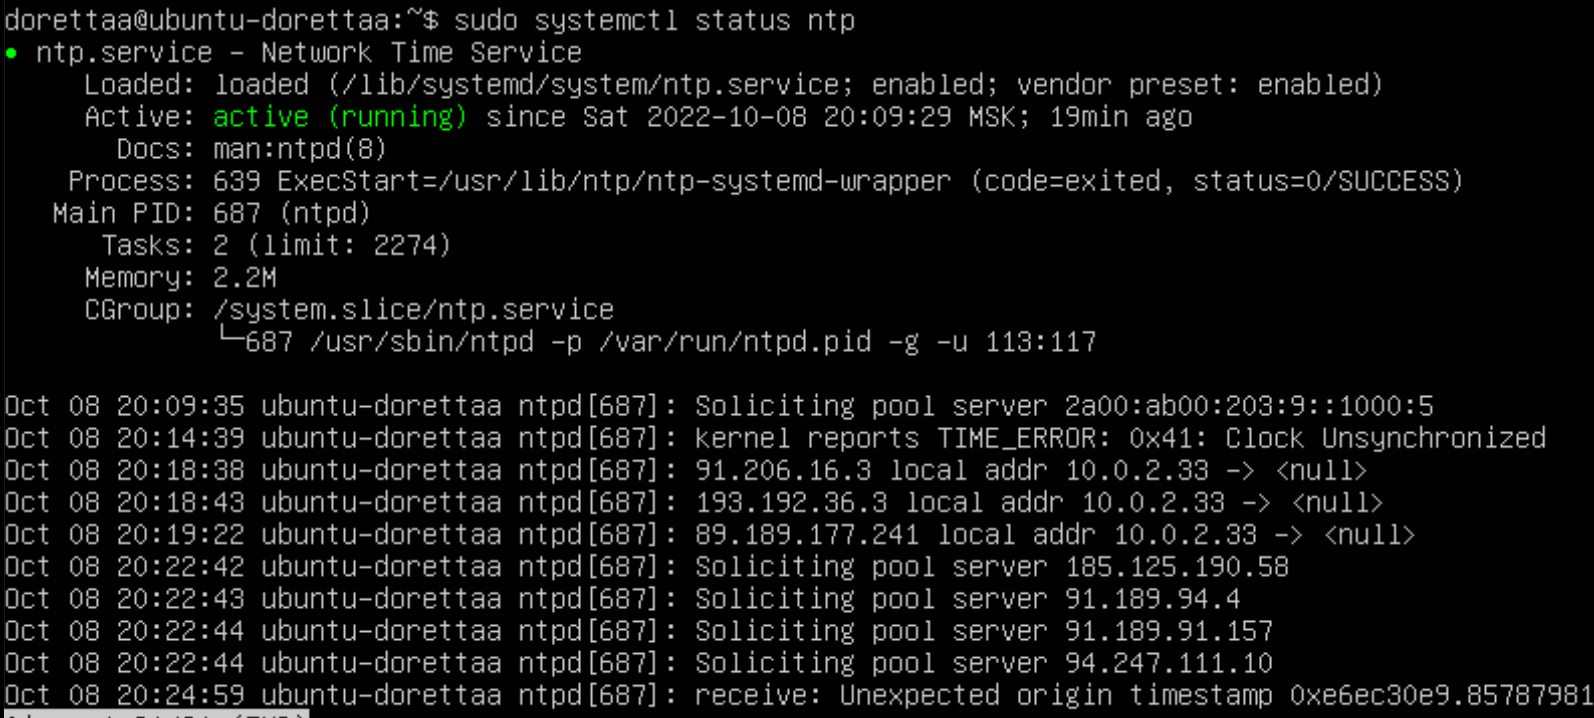 dorettaa@ubuntu-dorettaa:~$ sudo systemctl status ntp
● ntp.service – Network Time Service
Loaded: loaded (/lib/systemd/system/ntp.service; enabled; vendor preset: enabled)
Active: active (running) since Sat 2022-10-08 20:09:29 MSK; 19min ago
Docs: man:ntpd(8)
Process: 639 ExecStart=/usr/lib/ntp/ntp-systemd-wrapper (code=exited, status=0/SUCCESS)
Main PID: 687 (ntpd)
Tasks: 2 (limit: 2274)
Memory: 2.2M
CGroup: /system.slice/ntp.service
└─687 /usr/sbin/ntpd -p /var/run/ntpd.pid -g -u 113:117
Oct 08 20:09:35 ubuntu-dorettaa ntpd[687]: Soliciting pool server 2a00:ab00:203:9::1000:5
Oct 08 20:14:39 ubuntu-dorettaa ntpd[687]: kernel reports TIME_ERROR: 0x41: Clock Unsynchronized
Oct 08 20:18:38 ubuntu-dorettaa ntpd[687]: 91.206.16.3 local addr 10.0.2.33 -> <null>
Oct 08 20:18:43 ubuntu-dorettaa ntpd[687]: 193.192.36.3 local addr 10.0.2.33 -> <null>
Oct 08 20:19:22 ubuntu-dorettaa ntpd[687]: 89.189.177.241 local addr 10.0.2.33 -> <null>
Oct 08 20:22:42 ubuntu-dorettaa ntpd[687]: Soliciting pool server 185.125.190.58
Oct 08 20:22:43 ubuntu-dorettaa ntpd[687]: Soliciting pool server 91.189.94.4
Oct 08 20:22:44 ubuntu-dorettaa ntpd[687]: Soliciting pool server 91.189.91.157
Oct 08 20:22:44 ubuntu-dorettaa ntpd[687]: Soliciting pool server 94.247.111.10
Oct 08 20:24:59 ubuntu-dorettaa ntpd[687]: receive: Unexpected origin timestamp 0xe6ec30e9.85787981